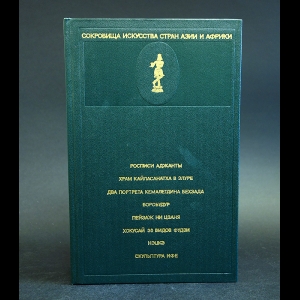 СОКРОВИЩА ИСКУССТВА СТРАН АЗИИ И АФРИКИ
РОСПИСИ АДЖАНТЫ
ХРАМ КАЙЛАСАНАТХА В ЭЛУРЕ
ДВА ПОРТРЕТА КЕМАЛЕДДИНА БЕХЗАДА
БОРОБУДУР
ПЕЙЗАЖ НИ ЦЗАНЯ
ХОКУСАЙ 36 ВИДОВ ФУДЗИ
НЭЦКЭ
СКУЛЬПТУРА ИФЕ